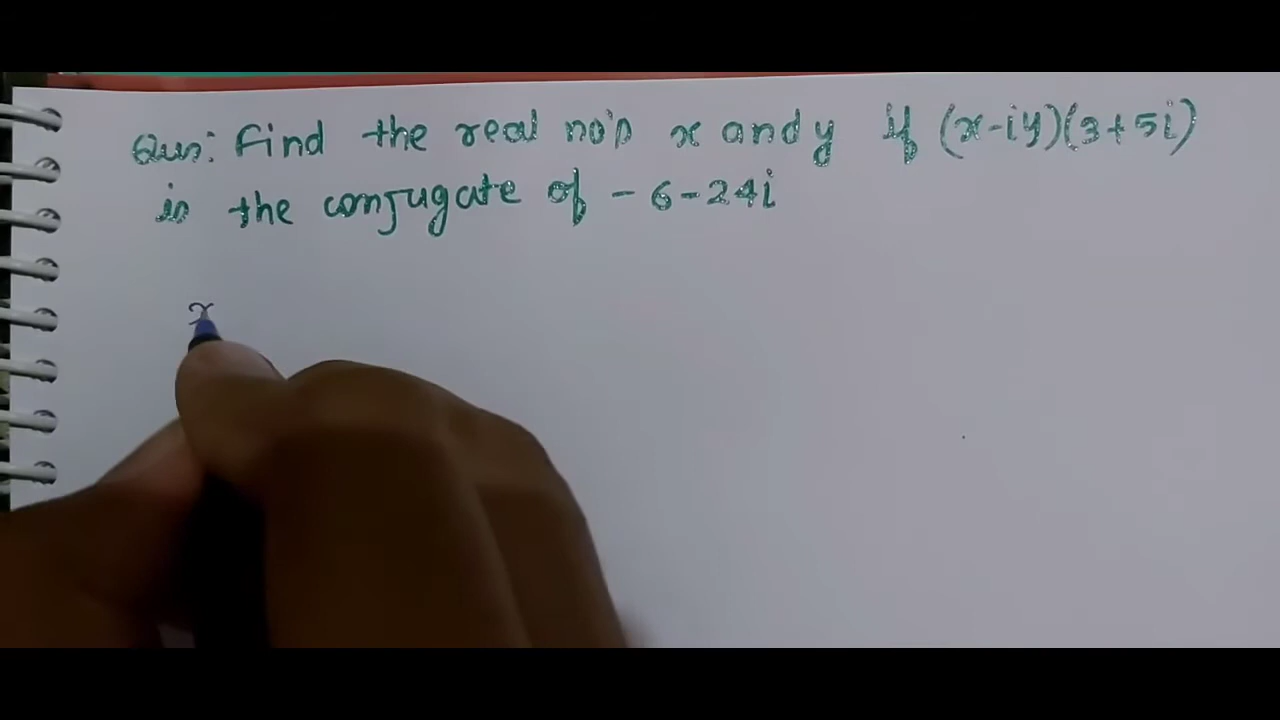 Qus: Find the real no's x and y if (x-iy)(3+5i)
is the conjugate of -6-24i
x